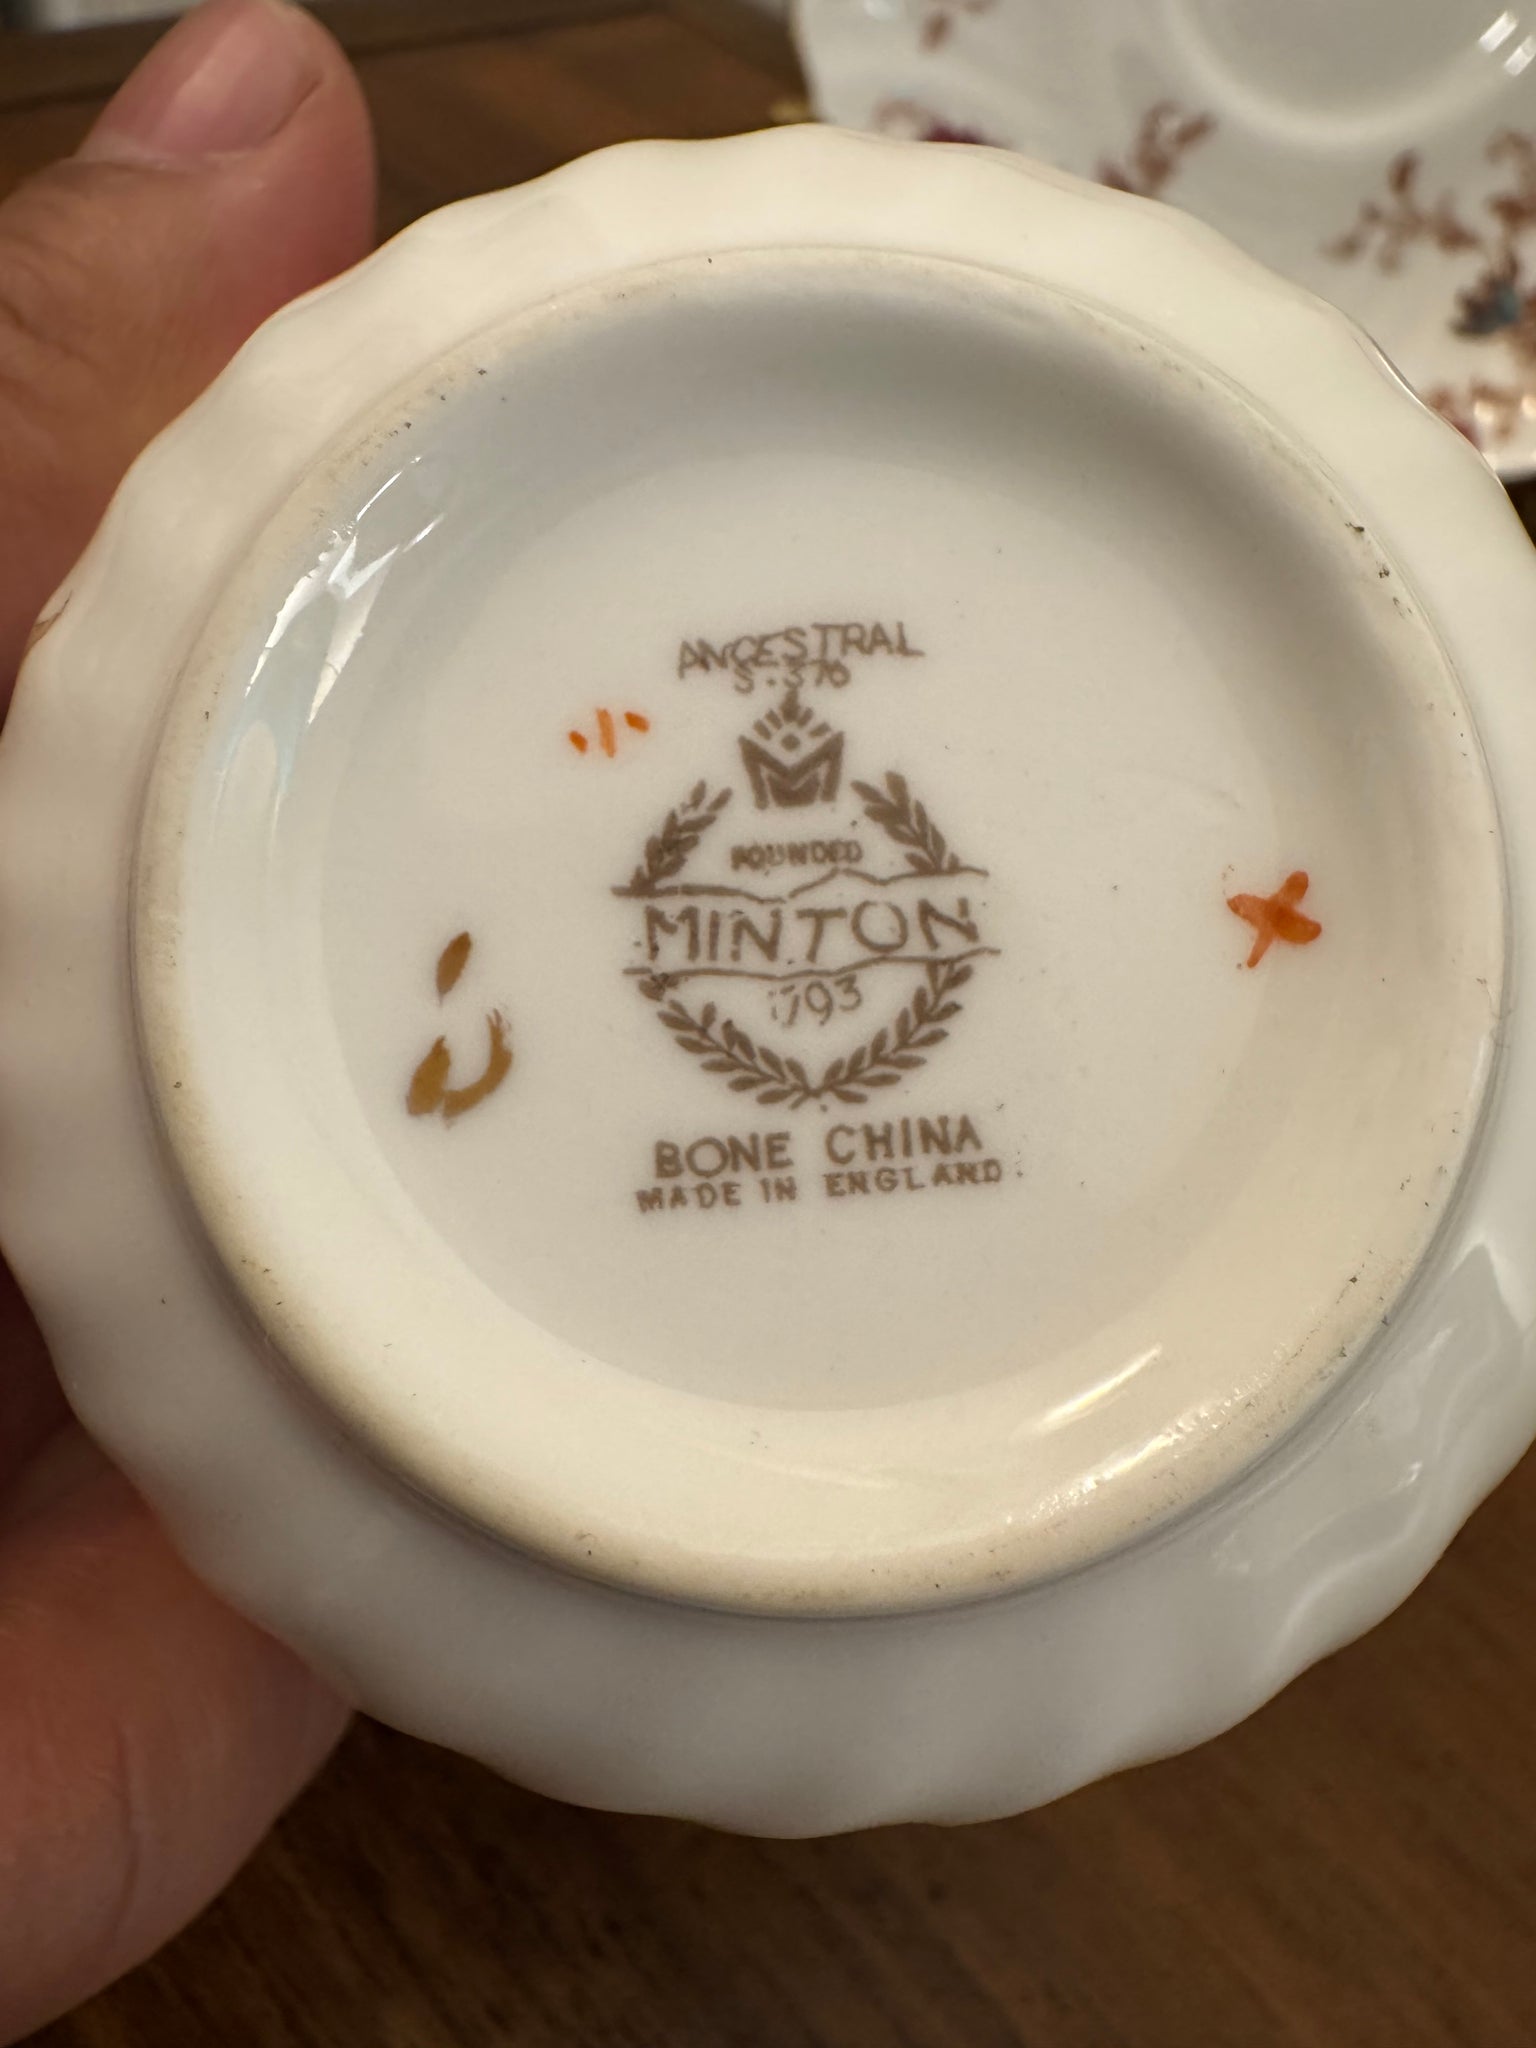 ANCESTRAL
S.376
M
FOUNDED
MINTON
1793
BONE CHINA
MADE IN ENGLAND